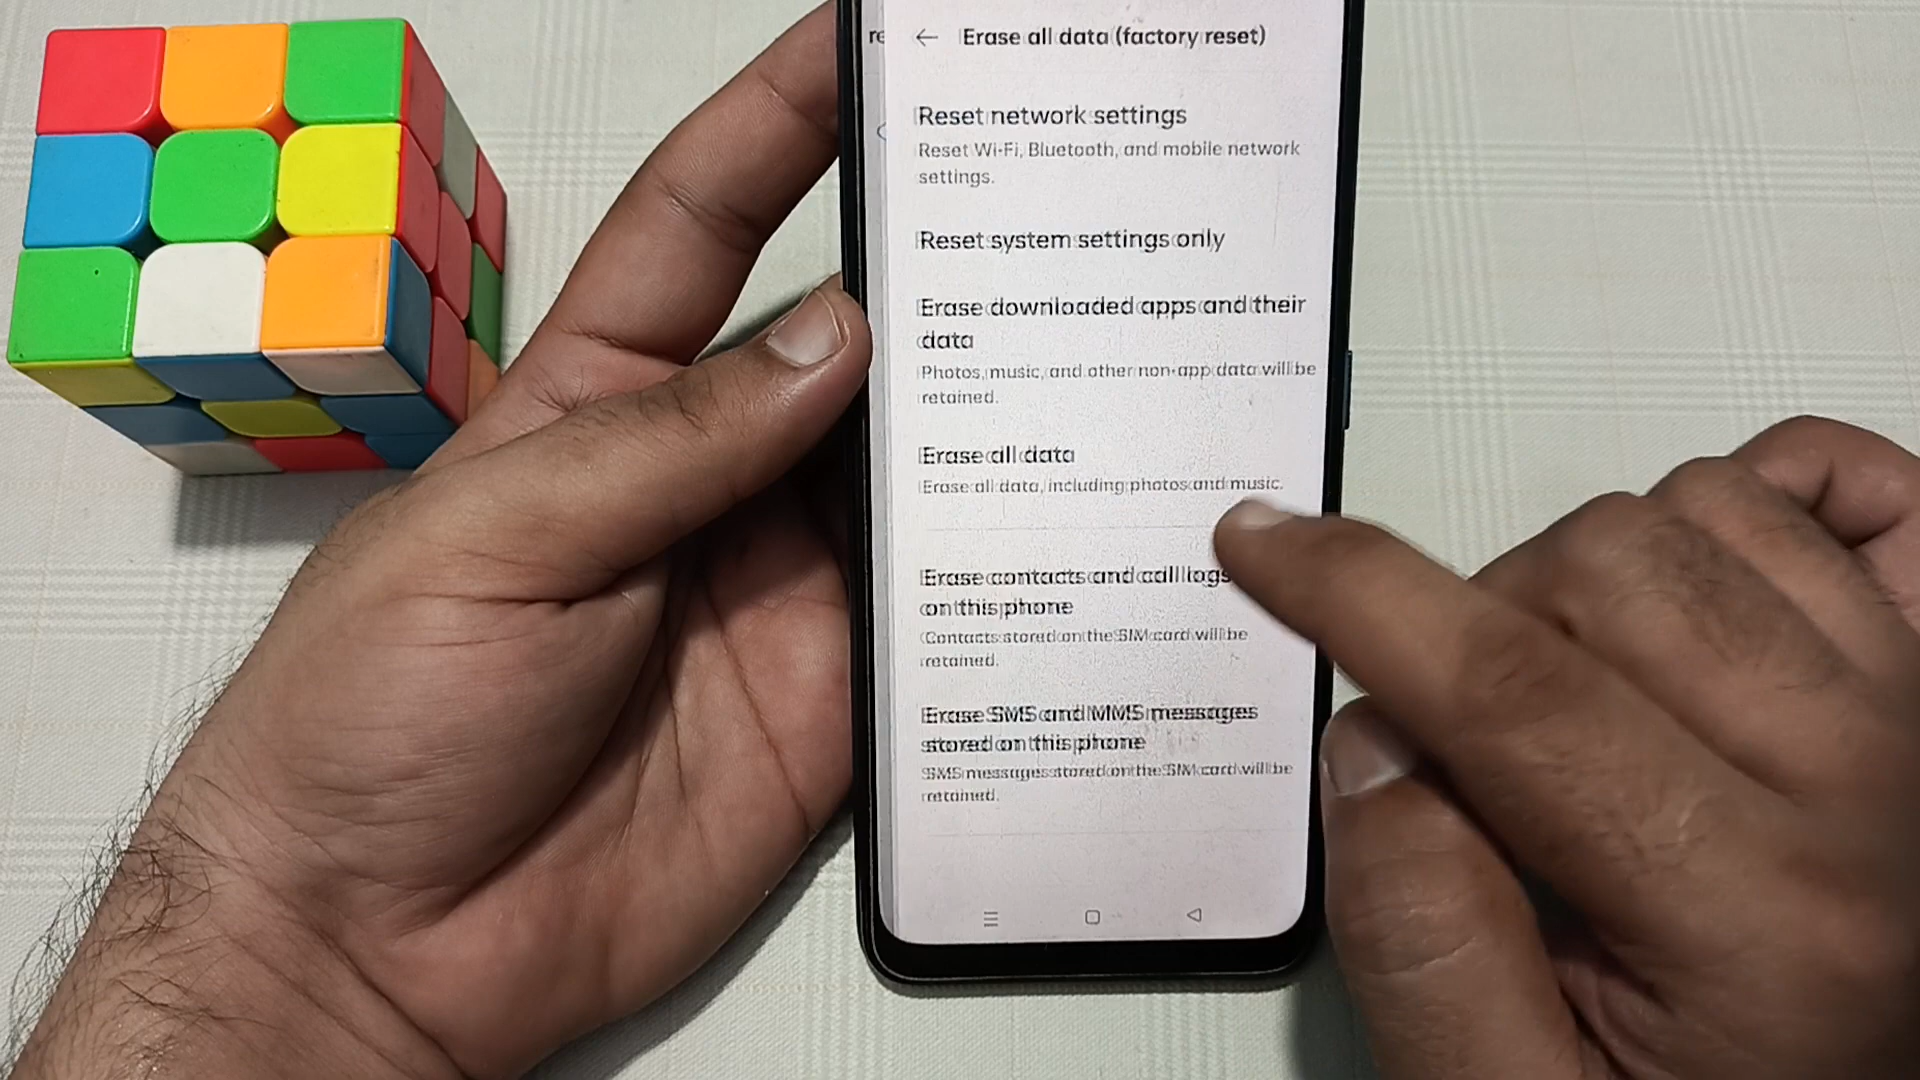 re
Erase all data (factory reset)
Reset network settings
Reset Wi-Fi, Bluetooth, and mobile network
settings.
Reset system settings only
Erase downloaded apps and their
data
Photos, music, and other non-app data will be
retained.
Erase all data
Erase all data, including photos and music.
Erase contacts and call logs
on this phone
Contacts stored on the SIM card will be
retained.
Erase SMS and MMS messages
stored on this phone
SMS messages stored on the SIM card will be
retained.